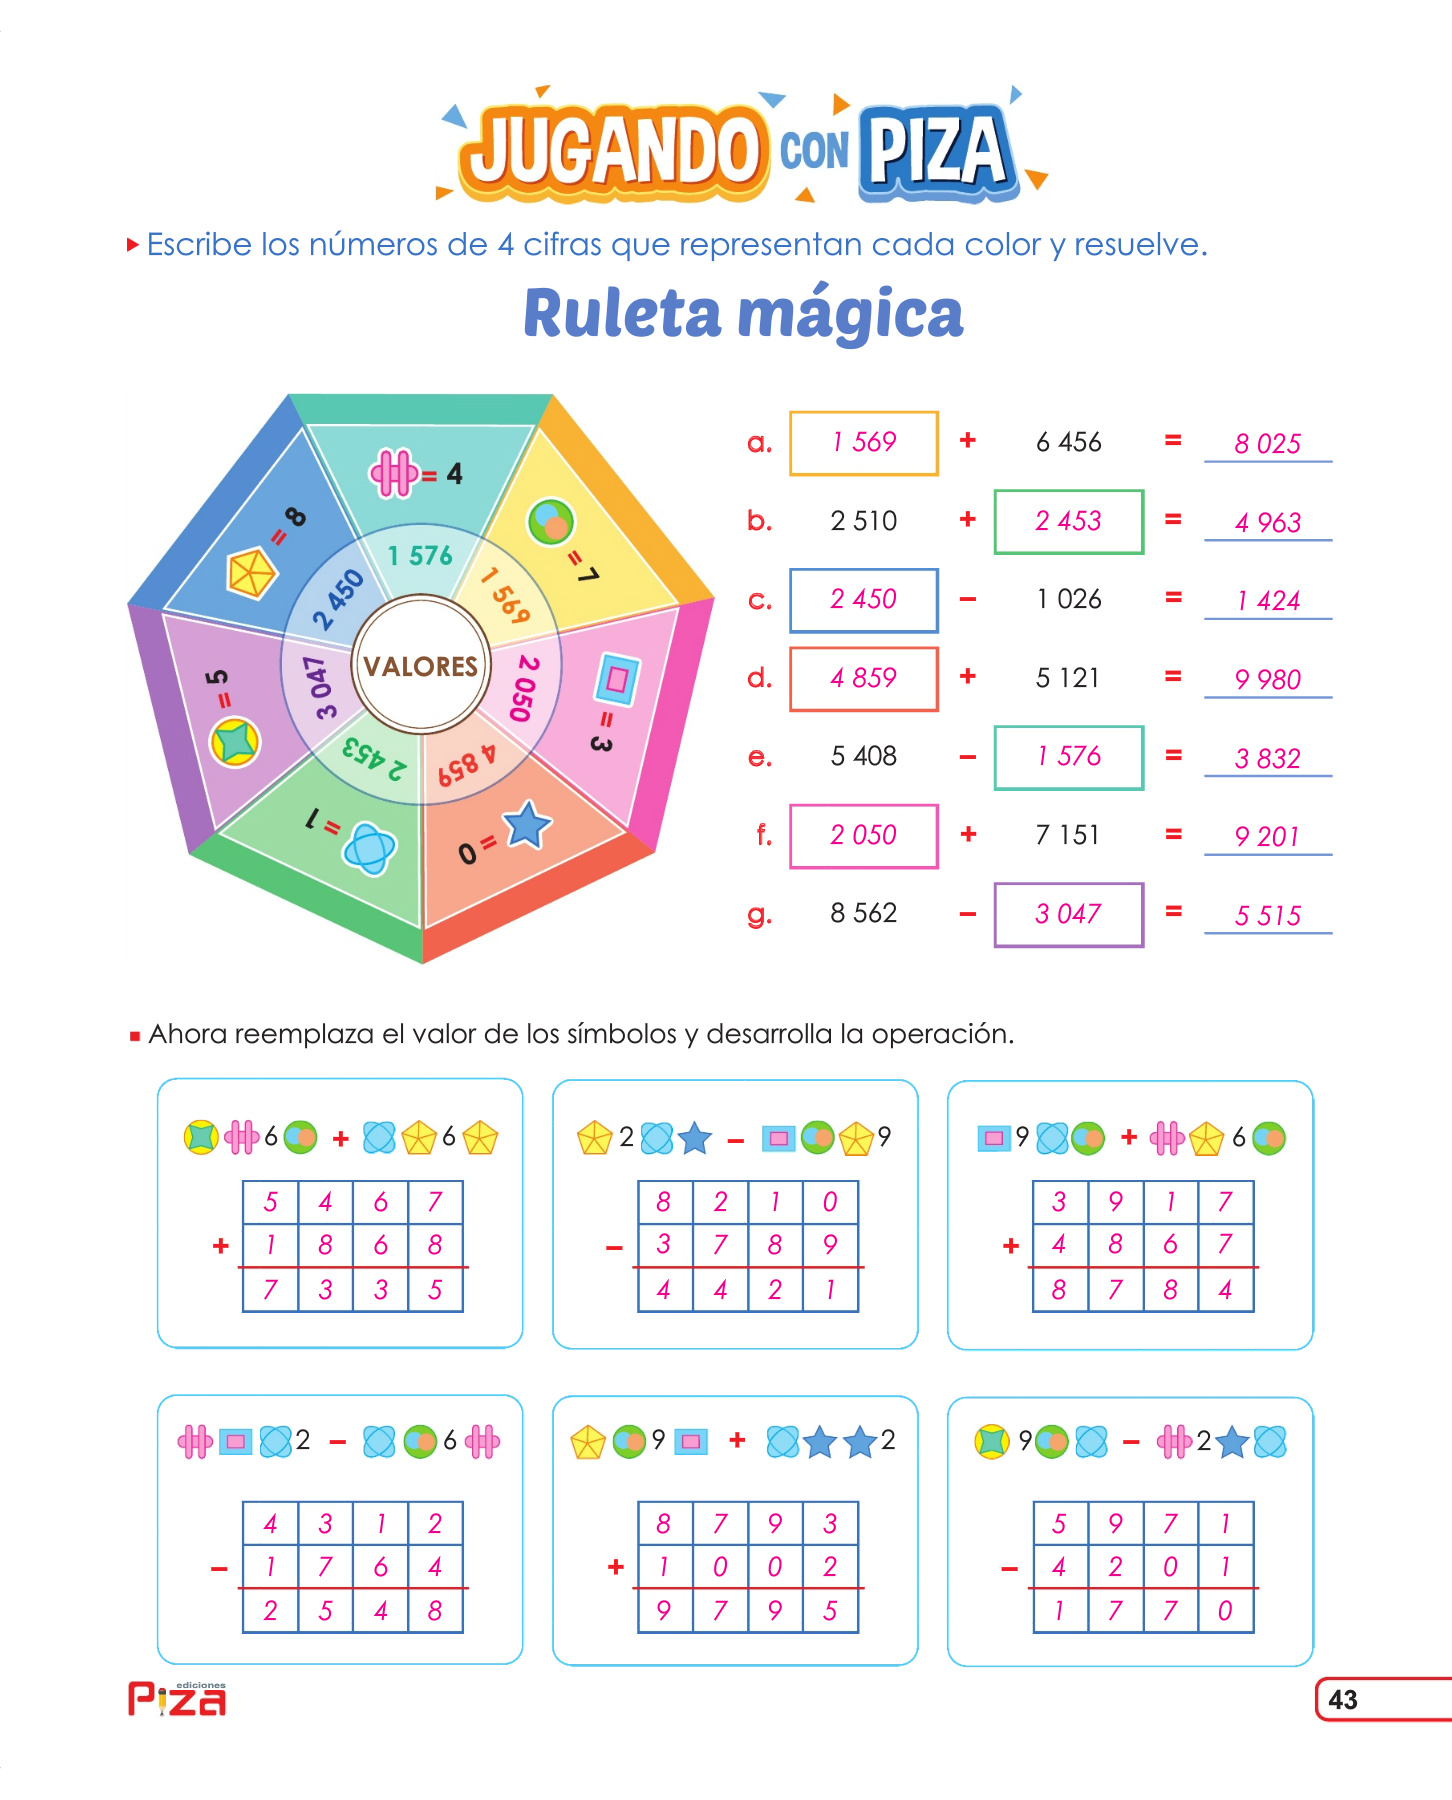 JUGANDO CON PIZA
Escribe los números de 4 cifras que representan cada color y resuelve.
Ruleta mágica
= 4
1 576
= 7
1 569
= 3
2 050
= 0
4 859
= 1
2 453
= 5
3 047
= 8
2 450
VALORES
a. 1 569 + 6 456 = 8 025
b. 2 510 + 2 453 = 4 963
c. 2 450 – 1 026 = 1 424
d. 4 859 + 5 121 = 9 980
e. 5 408 – 1 576 = 3 832
f. 2 050 + 7 151 = 9 201
g. 8 562 – 3 047 = 5 515
Ahora reemplaza el valor de los símbolos y desarrolla la operación.
6 + 6
5 4 6 7
+ 1 8 6 8
7 3 3 5
2 – 9
8 2 1 0
– 3 7 8 9
4 4 2 1
9 + 6
3 9 1 7
+ 4 8 6 7
8 7 8 4
2 – 6
4 3 1 2
– 1 7 6 4
2 5 4 8
9 + 2
8 7 9 3
+ 1 0 0 2
9 7 9 5
9 – 2
5 9 7 1
– 4 2 0 1
1 7 7 0
ediciones
Piza
43